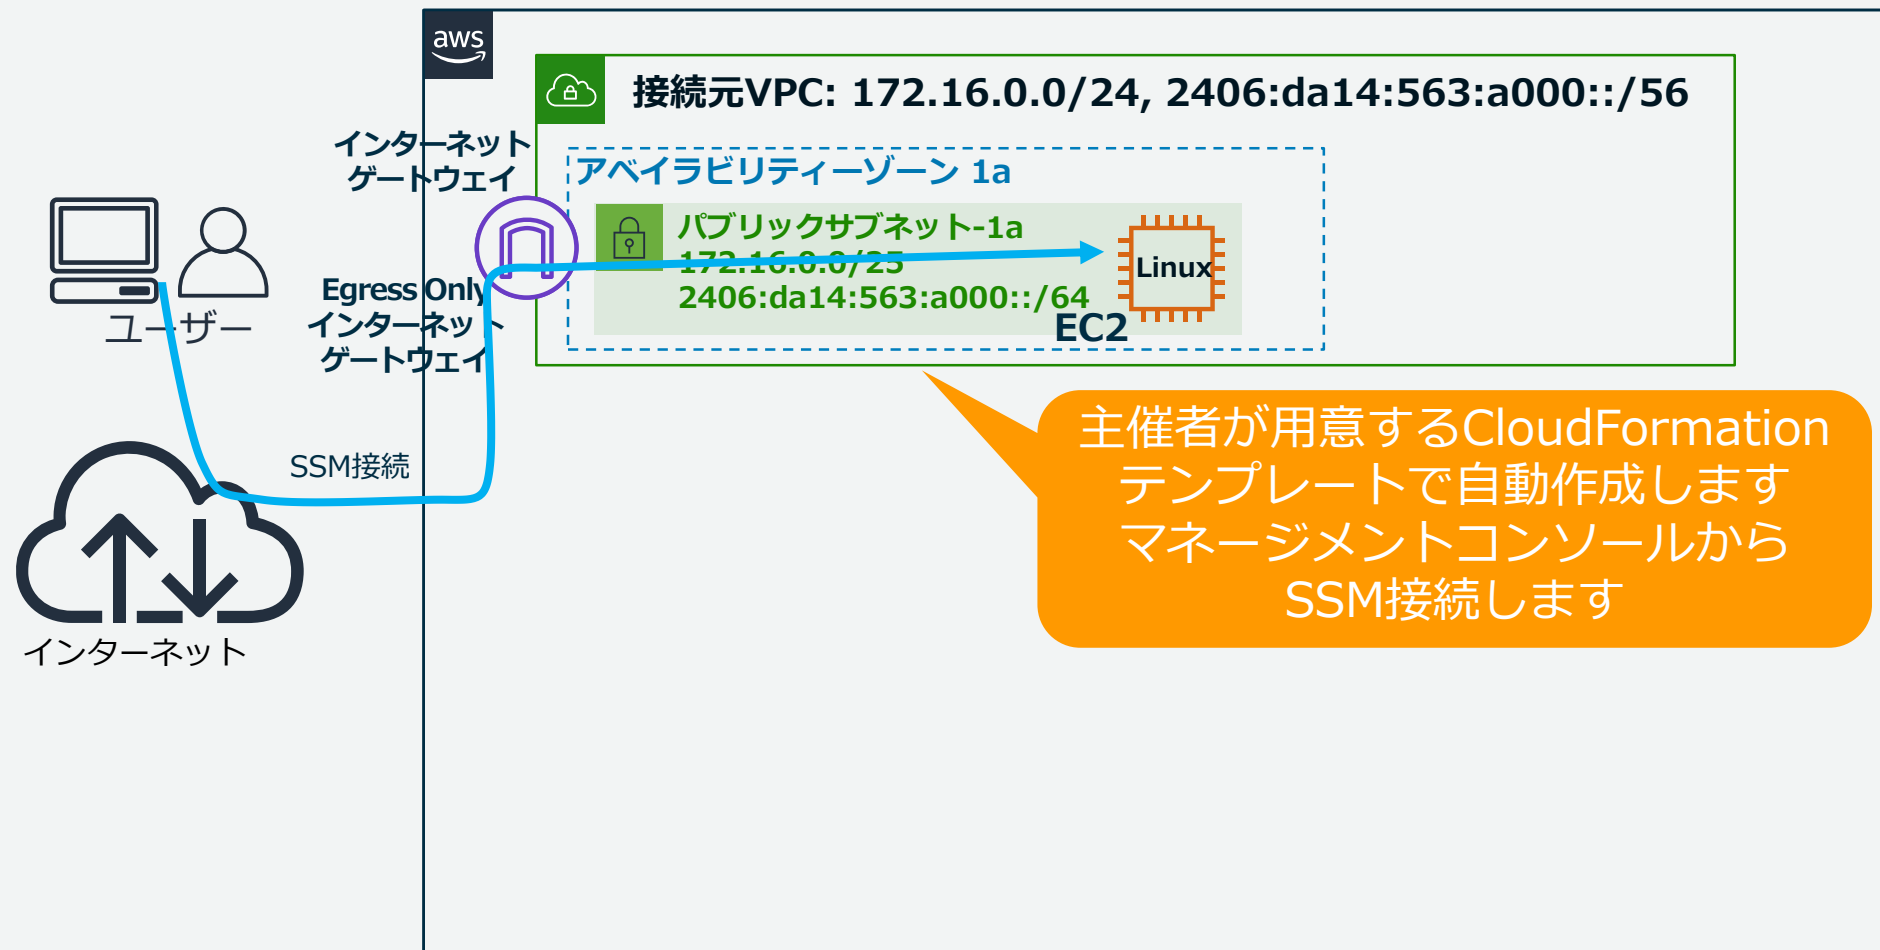 aws
接続元VPC: 172.16.0.0/24, 2406:da14:563:a000::/56
インターネット
ゲートウェイ
アベイラビリティーゾーン 1a
パブリックサブネット-1a
172.16.0.0/25
2406:da14:563:a000::/64
Linux
EC2
Egress Only
インターネット
ゲートウェイ
ユーザー
SSM接続
インターネット
主催者が用意するCloudFormation
テンプレートで自動作成します
マネージメントコンソールから
SSM接続します